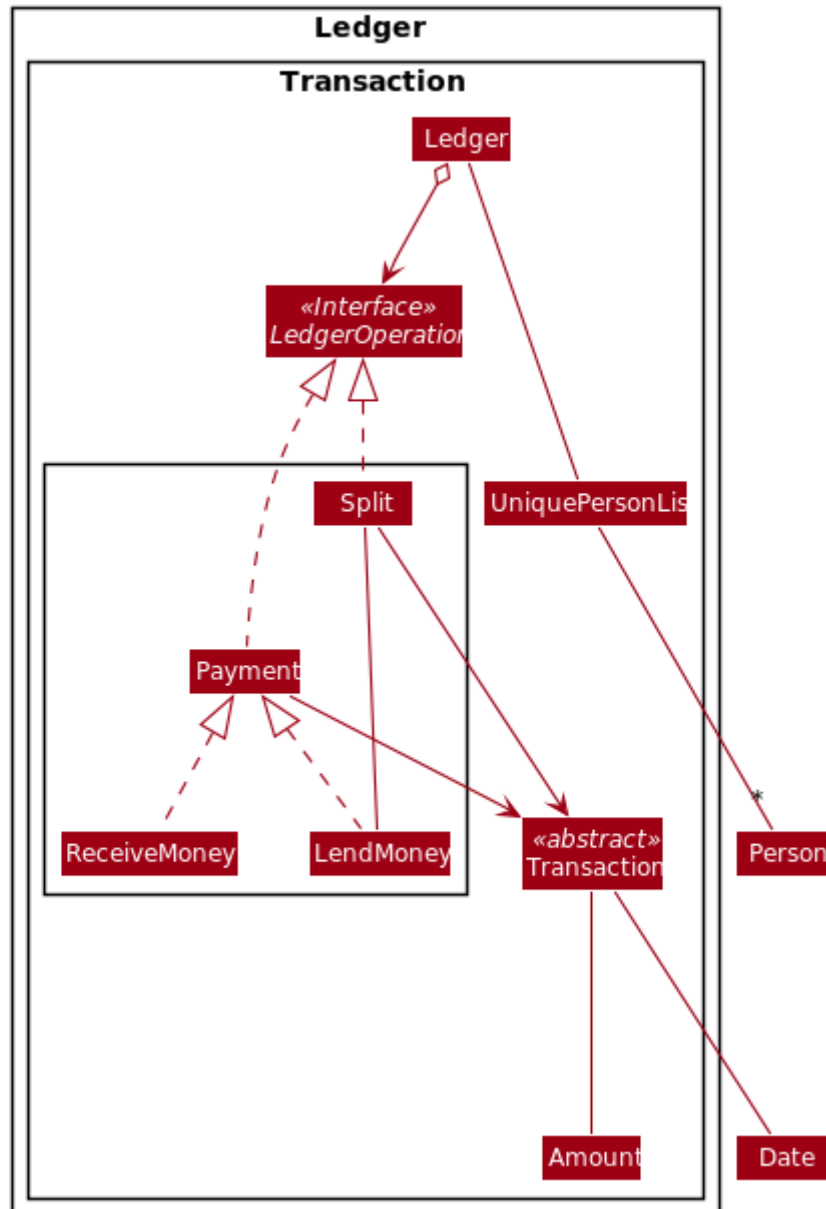 Ledger
Transaction
Ledger
«Interface»
LedgerOperation
Split
UniquePersonLis
Payment
ReceiveMoney
LendMoney
«abstract»
Transaction
*
Person
Amount
Date